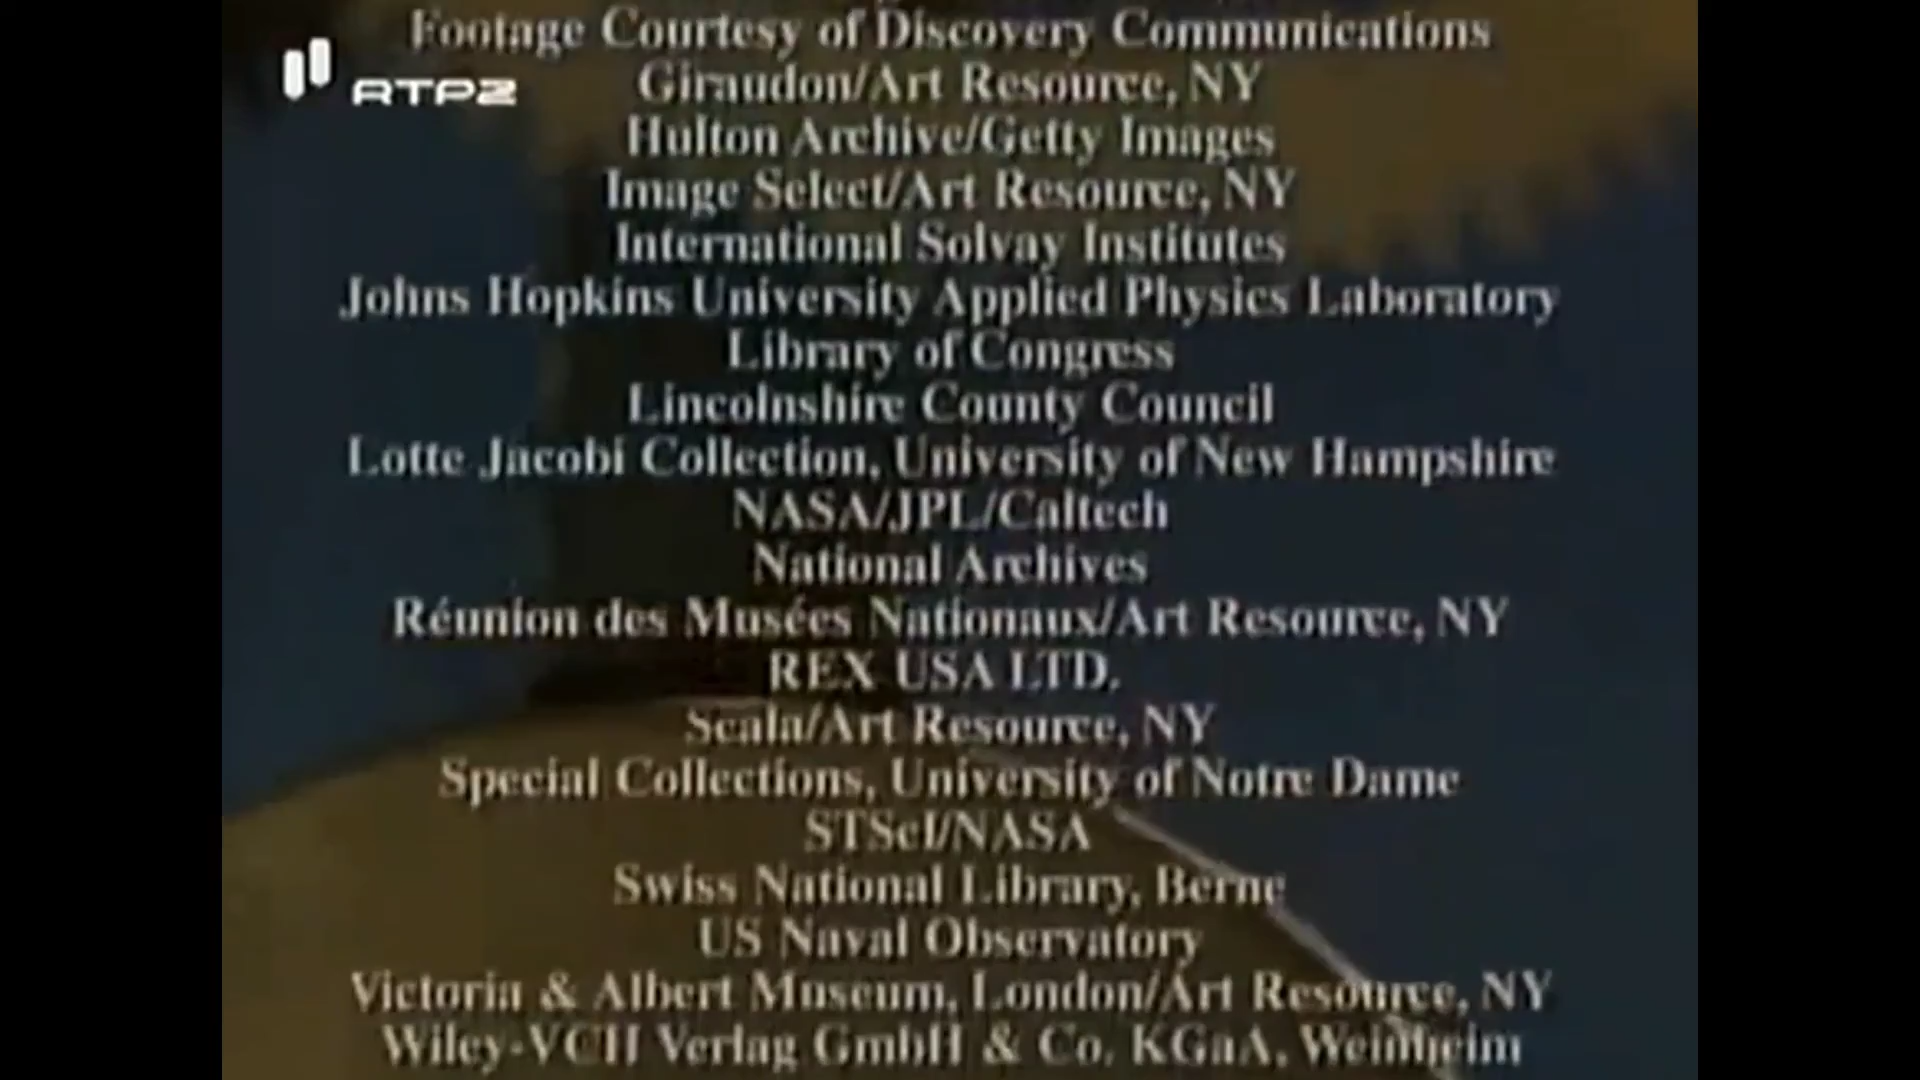 Footage Courtesy of Discovery Communications
RTP2
Giraudon/Art Resource, NY
Hulton Archive/Getty Images
Image Select/Art Resource, NY
International Solvay Institutes
Johns Hopkins University Applied Physics Laboratory
Library of Congress
Lincolnshire County Council
Lotte Jacobi Collection, University of New Hampshire
NASA/JPL/Caltech
National Archives
Réunion des Musées Nationaux/Art Resource, NY
REX USA LTD.
Scala/Art Resource, NY
Special Collections, University of Notre Dame
STScI/NASA
Swiss National Library, Berne
US Naval Observatory
Victoria & Albert Museum, London/Art Resource, NY
Wiley-VCH Verlag GmbH & Co. KGaA, Weinheim